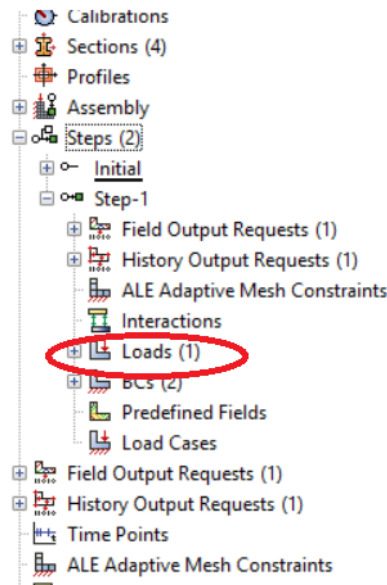 Calibrations
Sections (4)
Profiles
Assembly
Steps (2)
Initial
Step-1
Field Output Requests (1)
History Output Requests (1)
ALE Adaptive Mesh Constraints
Interactions
Loads (1)
BCs (2)
Predefined Fields
Load Cases
Field Output Requests (1)
History Output Requests (1)
Time Points
ALE Adaptive Mesh Constraints